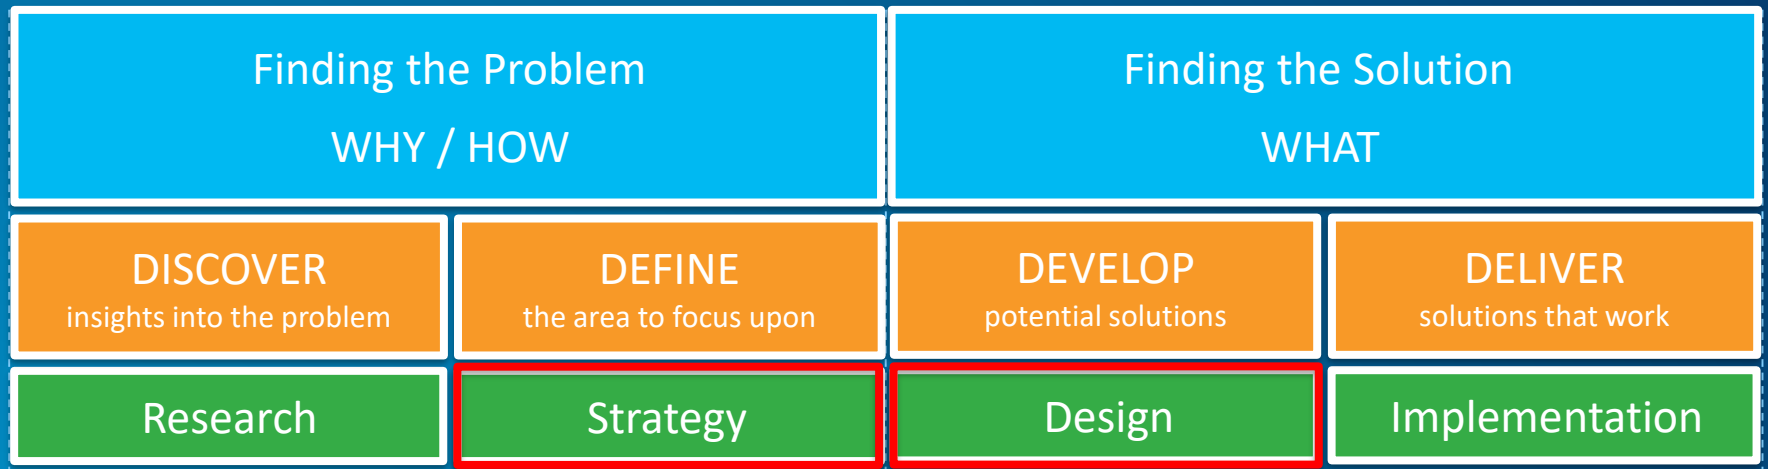 Finding the Problem
WHY / HOW
Finding the Solution
WHAT
DISCOVER
insights into the problem
DEFINE
the area to focus upon
DEVELOP
potential solutions
DELIVER
solutions that work
Research
Strategy
Design
Implementation